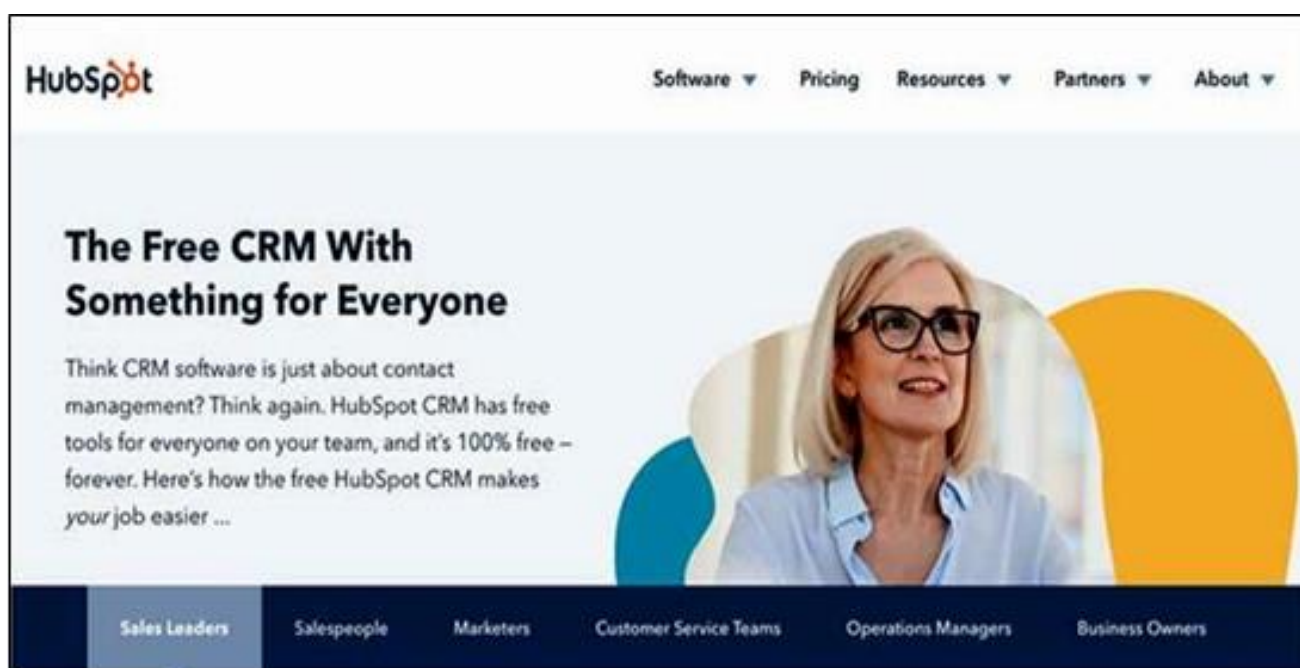 HubSpot
Software Pricing Resources Partners About
The Free CRM With
Something for Everyone
Think CRM software is just about contact
management? Think again. HubSpot CRM has free
tools for everyone on your team, and it's 100% free –
forever. Here's how the free HubSpot CRM makes
your job easier ...
Sales Leaders Salespeople Marketers Customer Service Teams Operations Managers Business Owners